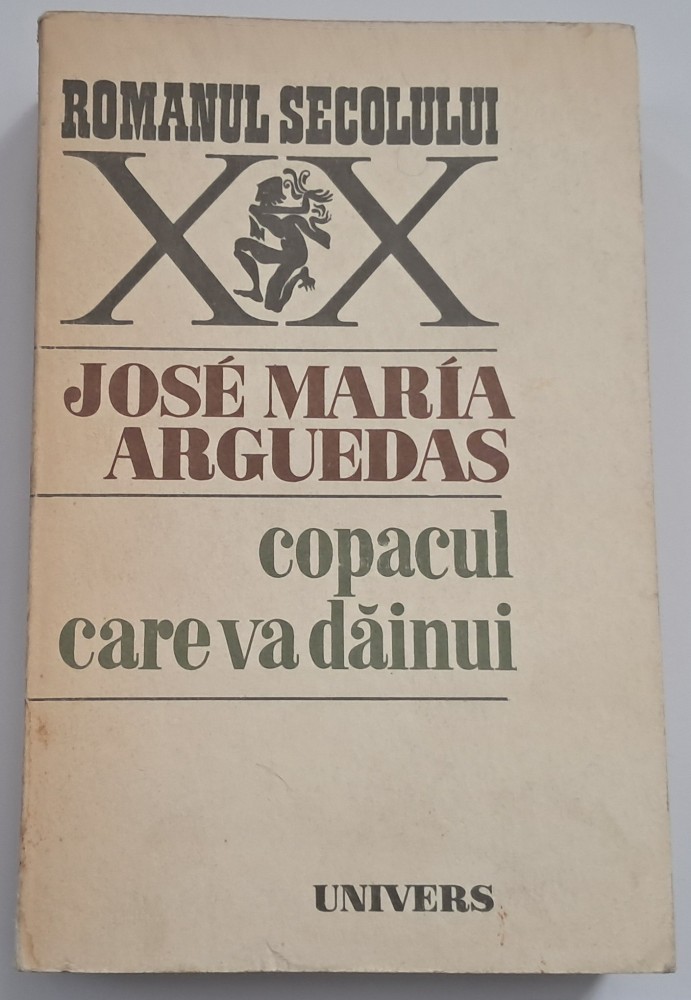 ROMANUL SECOLULUI
XX
JOSÉ MARÍA
ARGUEDAS
copacul
care va dăinui
UNIVERS